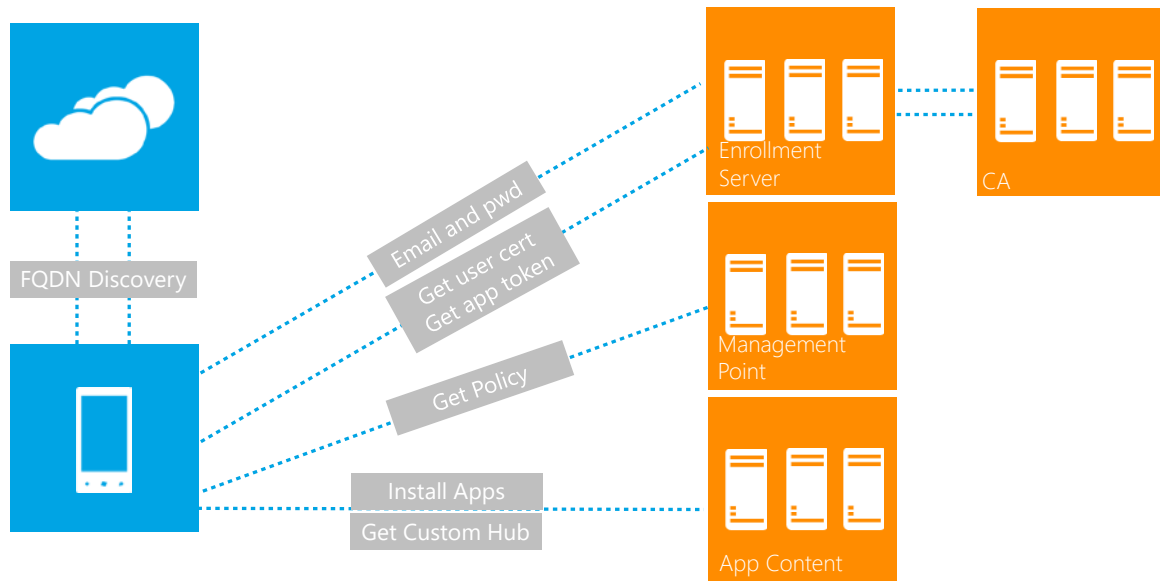 Enrollment
Server
CA
Email and pwd
Get user cert
Get app token
FQDN Discovery
Management
Point
Get Policy
Install Apps
Get Custom Hub
App Content